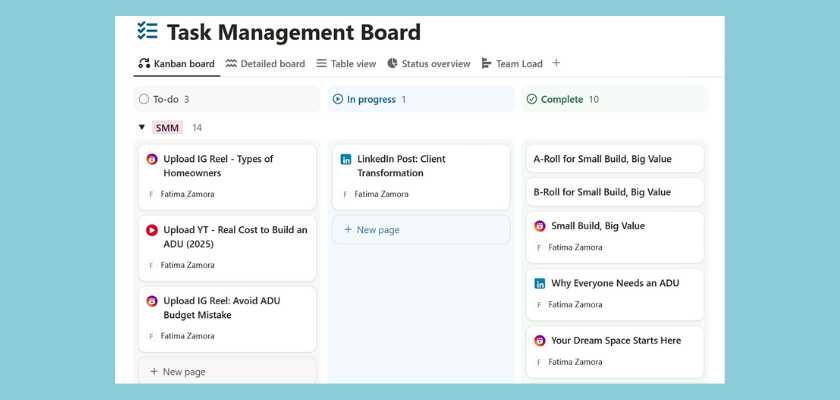 Task Management Board
Kanban board Detailed board Table view Status overview Team Load +
To-do 3
In progress 1
Complete 10
SMM 14
Upload IG Reel - Types of
Homeowners
F Fatima Zamora
Upload YT - Real Cost to Build an
ADU (2025)
F Fatima Zamora
Upload IG Reel: Avoid ADU
Budget Mistake
F Fatima Zamora
+ New page
LinkedIn Post: Client
Transformation
F Fatima Zamora
+ New page
A-Roll for Small Build, Big Value
B-Roll for Small Build, Big Value
Small Build, Big Value
F Fatima Zamora
in Why Everyone Needs an ADU
F Fatima Zamora
Your Dream Space Starts Here
F Fatima Zamora